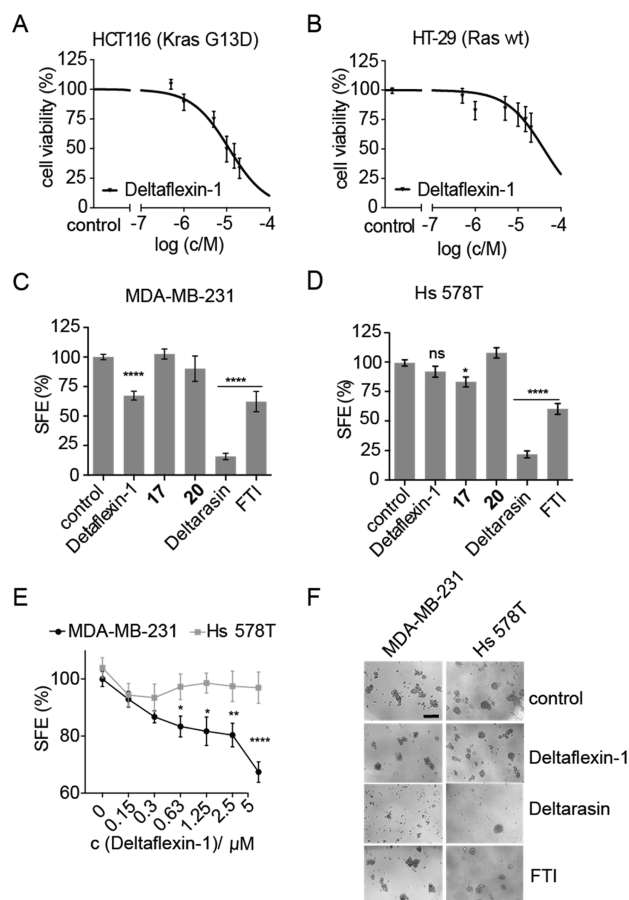 A
HCT116 (Kras G13D)
cell viability (%)
125
100
75
50
25
0
Deltaflexin-1
control -7 -6 -5 -4
log (c/M)
B
HT-29 (Ras wt)
cell viability (%)
125
100
75
50
25
0
Deltaflexin-1
control -7 -6 -5 -4
log (c/M)
C
MDA-MB-231
SFE (%)
125
100
75
50
25
0
****
****
control
Detaflexin-1
17
20
Deltarasin
FTI
D
Hs 578T
SFE (%)
125
100
75
50
25
0
ns
*
****
control
Detaflexin-1
17
20
Deltarasin
FTI
E
MDA-MB-231 Hs 578T
SFE (%)
100
80
60
* * ** ****
0 0.15 0.3 0.63 1.25 2.5 5
c (Deltaflexin-1)/ µM
F
MDA-MB-231
Hs 578T
control
Deltaflexin-1
Deltarasin
FTI